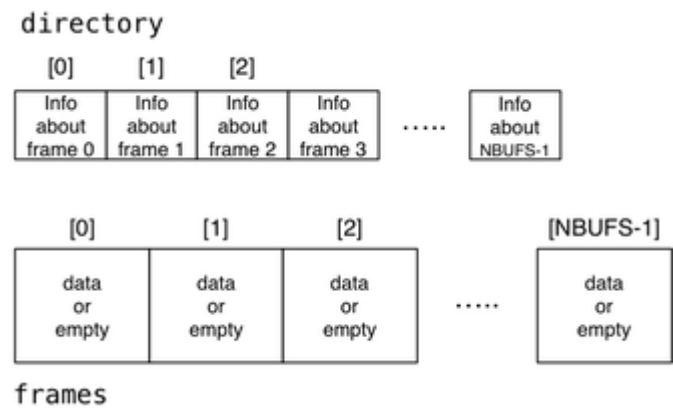 directory
[0] [1] [2]
Info Info Info Info Info
about about about about ..... about
frame 0 frame 1 frame 2 frame 3 NBUFS-1
[0] [1] [2] [NBUFS-1]
data data data data
or or or ..... or
empty empty empty empty
frames